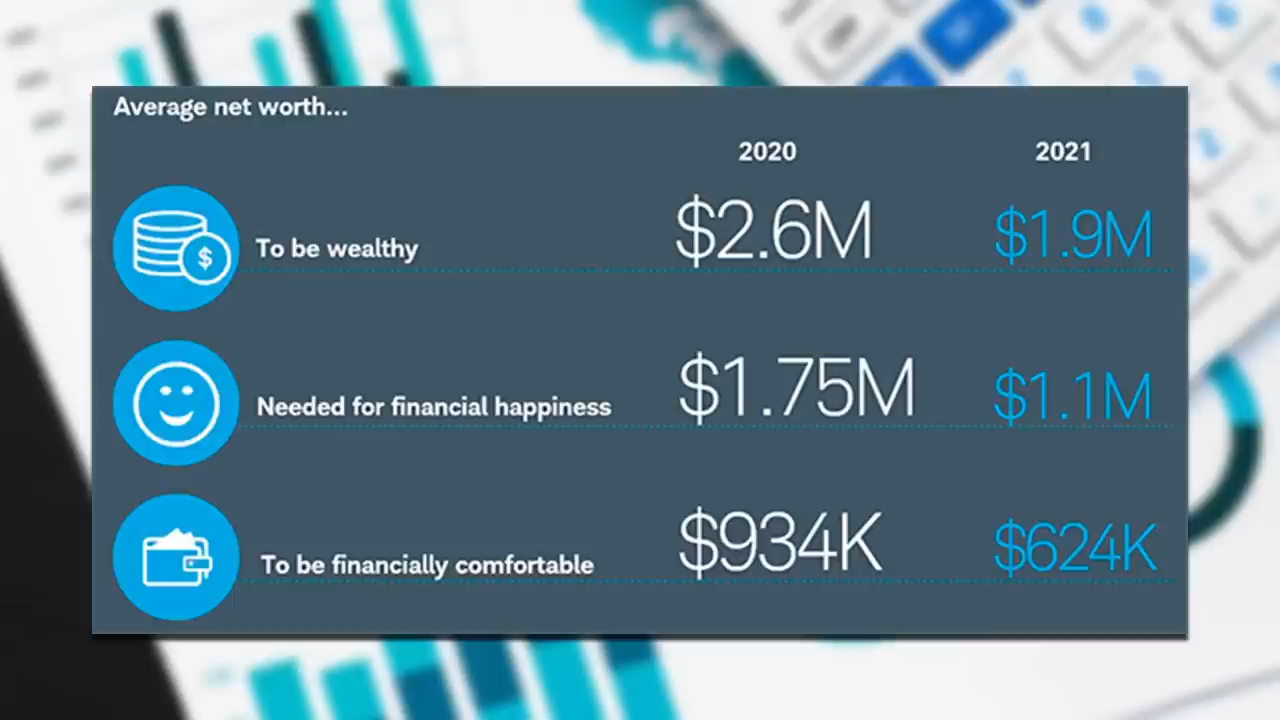 Average net worth...
2020 2021
$
To be wealthy $2.6M $1.9M
Needed for financial happiness $1.75M $1.1M
To be financially comfortable $934K $624K